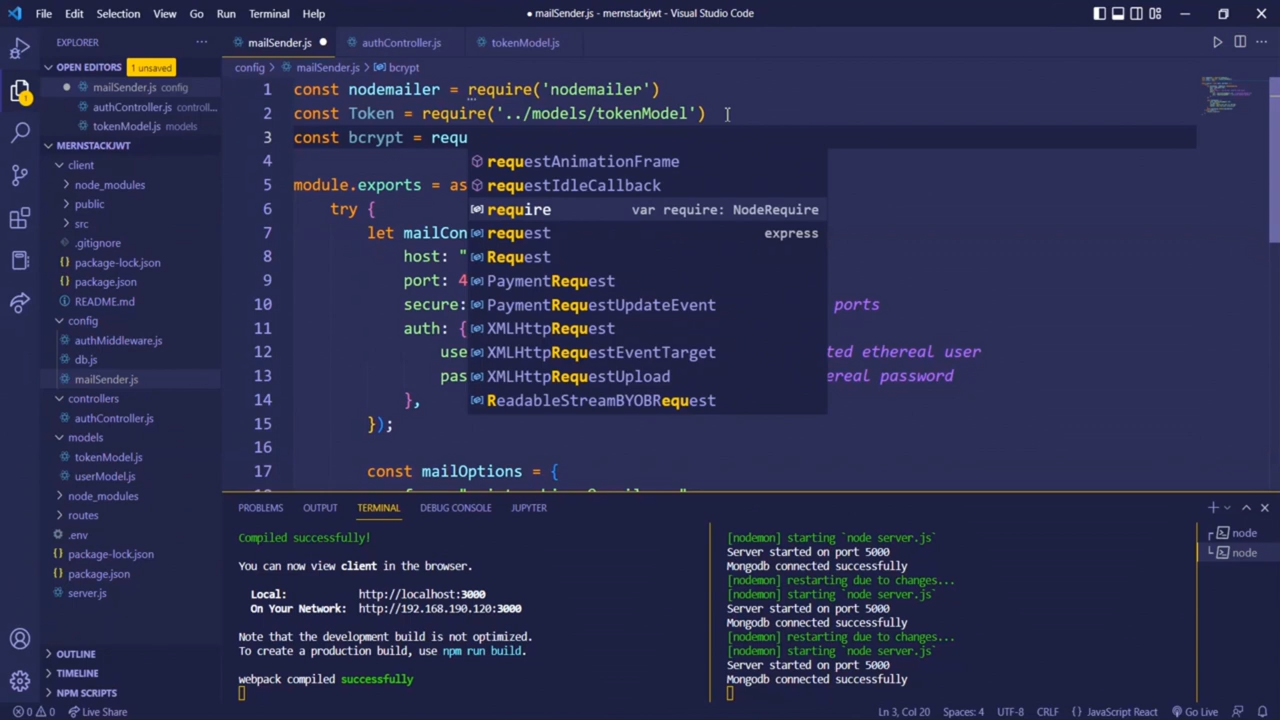 File Edit Selection View Go Run Terminal Help
● mailSender.js - mernstackjwt - Visual Studio Code
EXPLORER
OPEN EDITORS 1 unsaved
mailSender.js config
authController.js controll...
tokenModel.js models
MERNSTACKJWT
client
node_modules
public
src
.gitignore
package-lock.json
package.json
README.md
config
authMiddleware.js
db.js
mailSender.js
controllers
authController.js
models
tokenModel.js
userModel.js
node_modules
routes
.env
package-lock.json
package.json
server.js
OUTLINE
TIMELINE
NPM SCRIPTS
mailSender.js authController.js tokenModel.js
config > mailSender.js > bcrypt
1 const nodemailer = require('nodemailer')
2 const Token = require('../models/tokenModel')
3 const bcrypt = requ
4
5 module.exports = as
6 try {
7 let mailCon
8 host: "
9 port: 4
10 secure: ports
11 auth: {
12 use ted ethereal user
13 pas ereal password
14 },
15 });
16
17 const mailOptions = {
requestAnimationFrame
requestIdleCallback
require var require: NodeRequire
request express
Request
PaymentRequest
PaymentRequestUpdateEvent
XMLHttpRequest
XMLHttpRequestEventTarget
XMLHttpRequestUpload
ReadableStreamBYOBRequest
PROBLEMS OUTPUT TERMINAL DEBUG CONSOLE JUPYTER
Compiled successfully!
You can now view client in the browser.
Local: http://localhost:3000
On Your Network: http://192.168.190.120:3000
Note that the development build is not optimized.
To create a production build, use npm run build.
webpack compiled successfully
[nodemon] starting `node server.js`
Server started on port 5000
Mongodb connected successfully
[nodemon] restarting due to changes...
[nodemon] starting `node server.js`
Server started on port 5000
Mongodb connected successfully
[nodemon] restarting due to changes...
[nodemon] starting `node server.js`
Server started on port 5000
Mongodb connected successfully
node
node
0 0 Live Share Ln 3, Col 20 Spaces: 4 UTF-8 CRLF {} JavaScript React Go Live